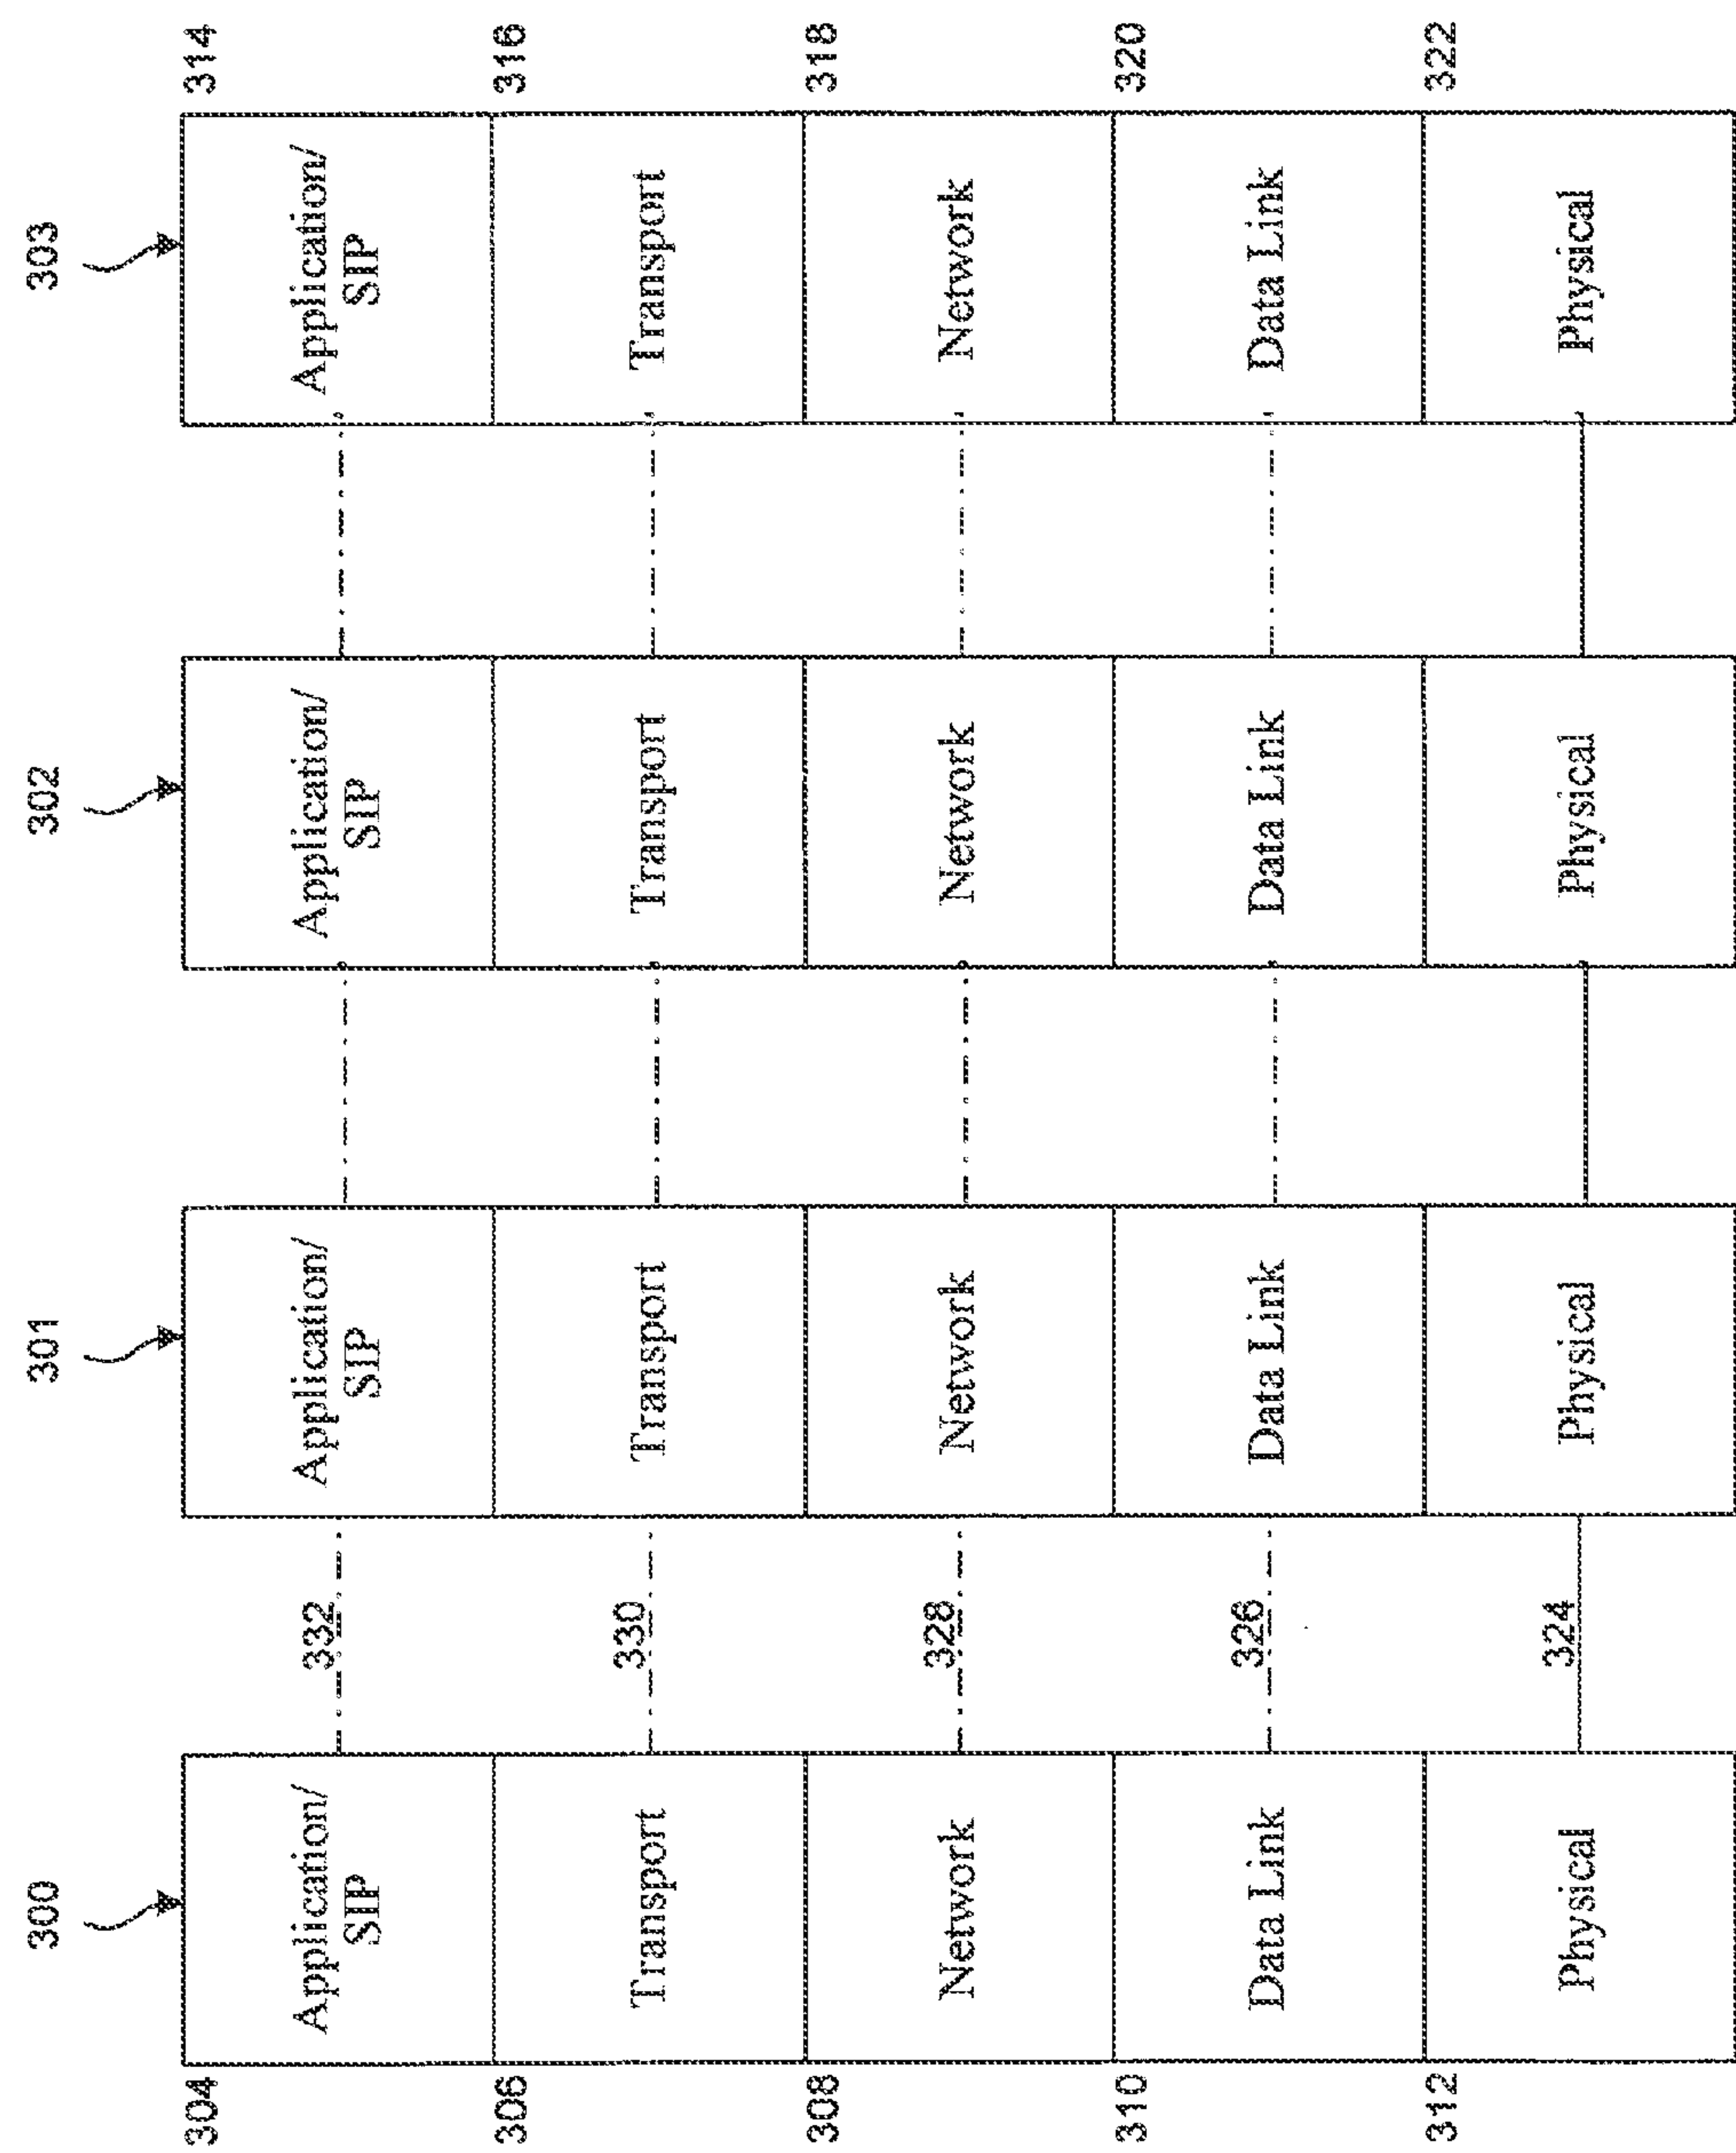 300 301 302 303
304 314
Application/ Application/ Application/ Application/
332
SIP SIP SIP SIP
306 316
330
Transport Transport Transport Transport
308 318
328
Network Network Network Network
310 320
326
Data Link Data Link Data Link Data Link
312 322
324
Physical Physical Physical Physical